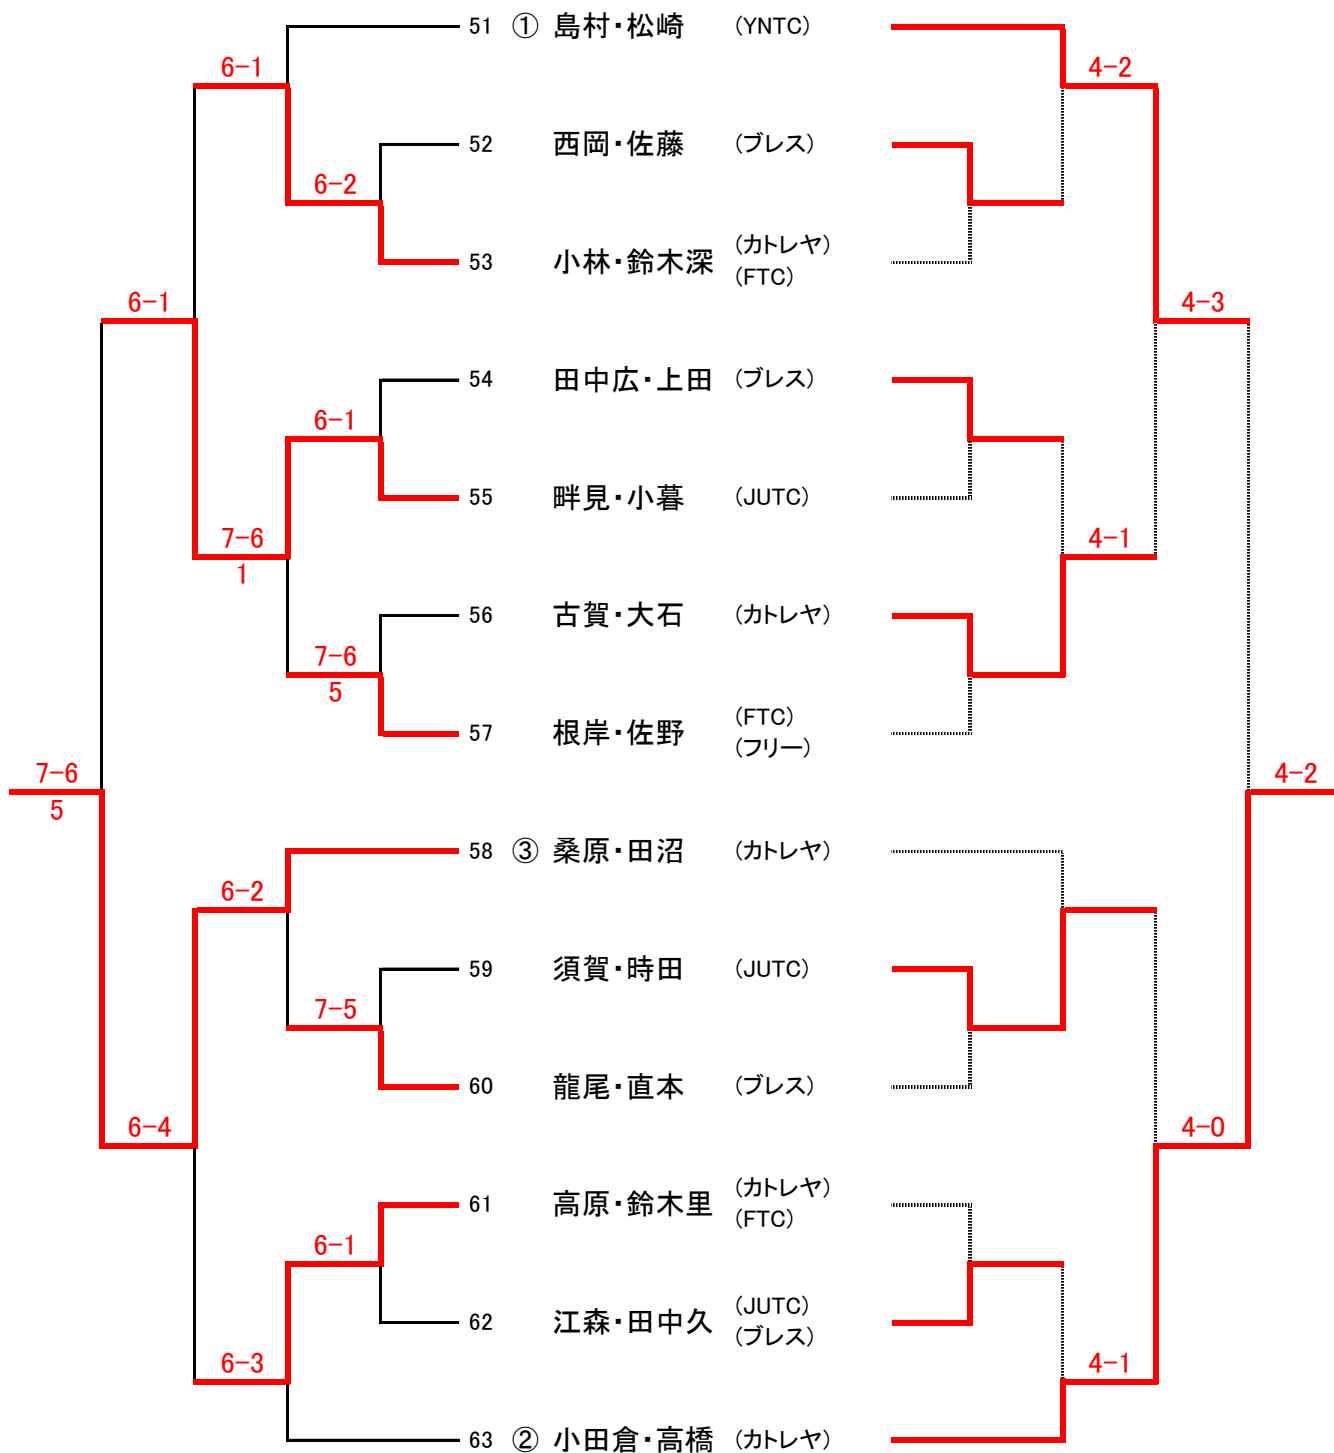 51 ① 島村・松崎 (YNTC)
6-1 4-2
52 西岡・佐藤 (ブレス)
6-2
53 小林・鈴木深 (カトレヤ)
(FTC)
6-1 4-3
54 田中広・上田 (ブレス)
6-1
55 畔見・小暮 (JUTC)
7-6 4-1
1
56 古賀・大石 (カトレヤ)
7-6
5
57 根岸・佐野 (FTC)
(フリー)
7-6 4-2
5
58 ③ 桑原・田沼 (カトレヤ)
6-2
59 須賀・時田 (JUTC)
7-5
60 龍尾・直本 (ブレス)
6-4 4-0
61 高原・鈴木里 (カトレヤ)
(FTC)
6-1
62 江森・田中久 (JUTC)
(ブレス)
6-3 4-1
63 ② 小田倉・高橋 (カトレヤ)